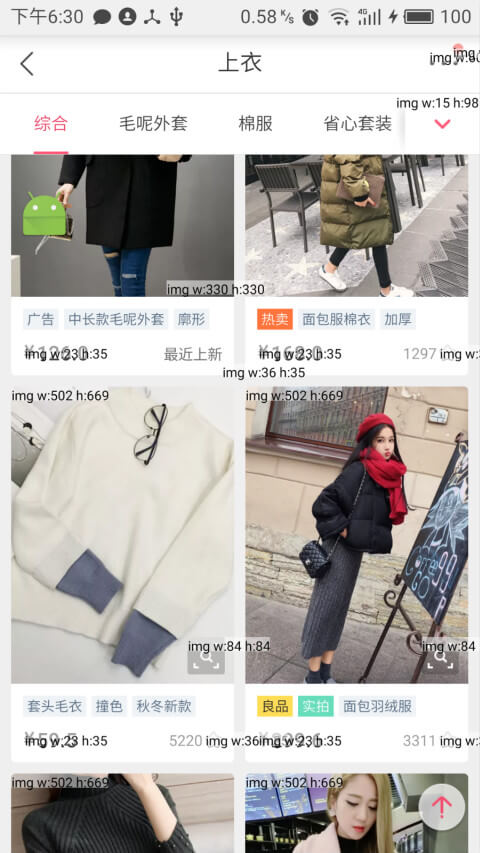 下午6:30 0.58 K/s 4G 100
上衣
img w:60
img
img w:15 h:98
综合 毛呢外套 棉服 省心套装
img w:330 h:330
广告 中长款毛呢外套 廓形
热卖 面包服棉衣 加厚
img w:23 h:35 最近上新
img w:23 h:35 1297 img w:3
img w:36 h:35
img w:502 h:669
img w:502 h:669
img w:84 h:84
img w:84 h:84
套头毛衣 撞色 秋冬新款
良品 实拍 面包羽绒服
img w:23 h:35 5220 img w:36
img w:23 h:35 3311 img w:3
img w:502 h:669
img w:502 h:669